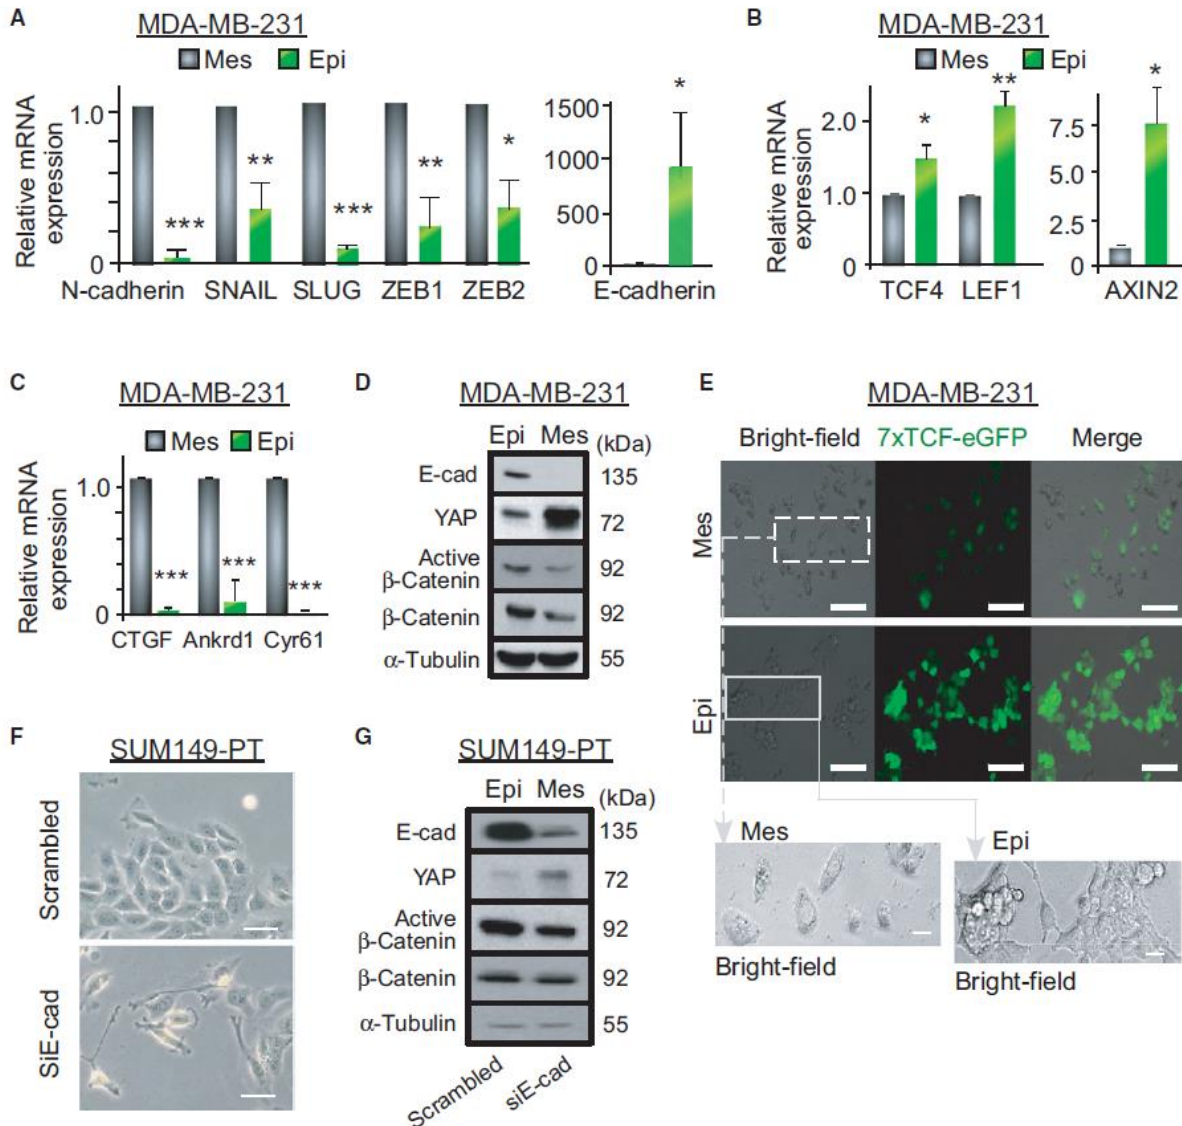 A
MDA-MB-231
Mes Epi
Relative mRNA
expression
1.0
0
*** ** *** ** *
N-cadherin SNAIL SLUG ZEB1 ZEB2
1500
1000
500
0
*
E-cadherin
B
MDA-MB-231
Mes Epi
Relative mRNA
expression
2.0
1.0
0
* **
TCF4 LEF1
7.5
5.0
2.5
0
*
AXIN2
C
MDA-MB-231
Mes Epi
Relative mRNA
expression
1.0
0
*** *** ***
CTGF Ankrd1 Cyr61
D
MDA-MB-231
Epi Mes (kDa)
E-cad 135
YAP 72
Active
β-Catenin 92
β-Catenin 92
α-Tubulin 55
E
MDA-MB-231
Bright-field 7xTCF-eGFP Merge
Mes
Epi
Mes
Bright-field
Epi
Bright-field
F
SUM149-PT
Scrambled
SiE-cad
G
SUM149-PT
Epi Mes (kDa)
E-cad 135
YAP 72
Active
β-Catenin 92
β-Catenin 92
α-Tubulin 55
Scrambled siE-cad